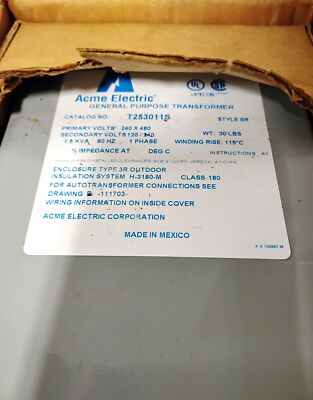 Acme Electric®
GENERAL PURPOSE TRANSFORMER
CATALOG NO. T253011S STYLE SR
PRIMARY VOLTS 240 X 480
SECONDARY VOLTS 120 / 240 WT: 30 LBS
1.5 KVA 60 HZ 1 PHASE WINDING RISE: 115°C
% IMPEDANCE AT DEG C INSTRUCTIONS
ENCLOSURE TYPE 3R OUTDOOR
INSULATION SYSTEM H-3180-M CLASS 180
FOR AUTOTRANSFORMER CONNECTIONS SEE
DRAWING -111703-
WIRING INFORMATION ON INSIDE COVER
ACME ELECTRIC CORPORATION
MADE IN MEXICO